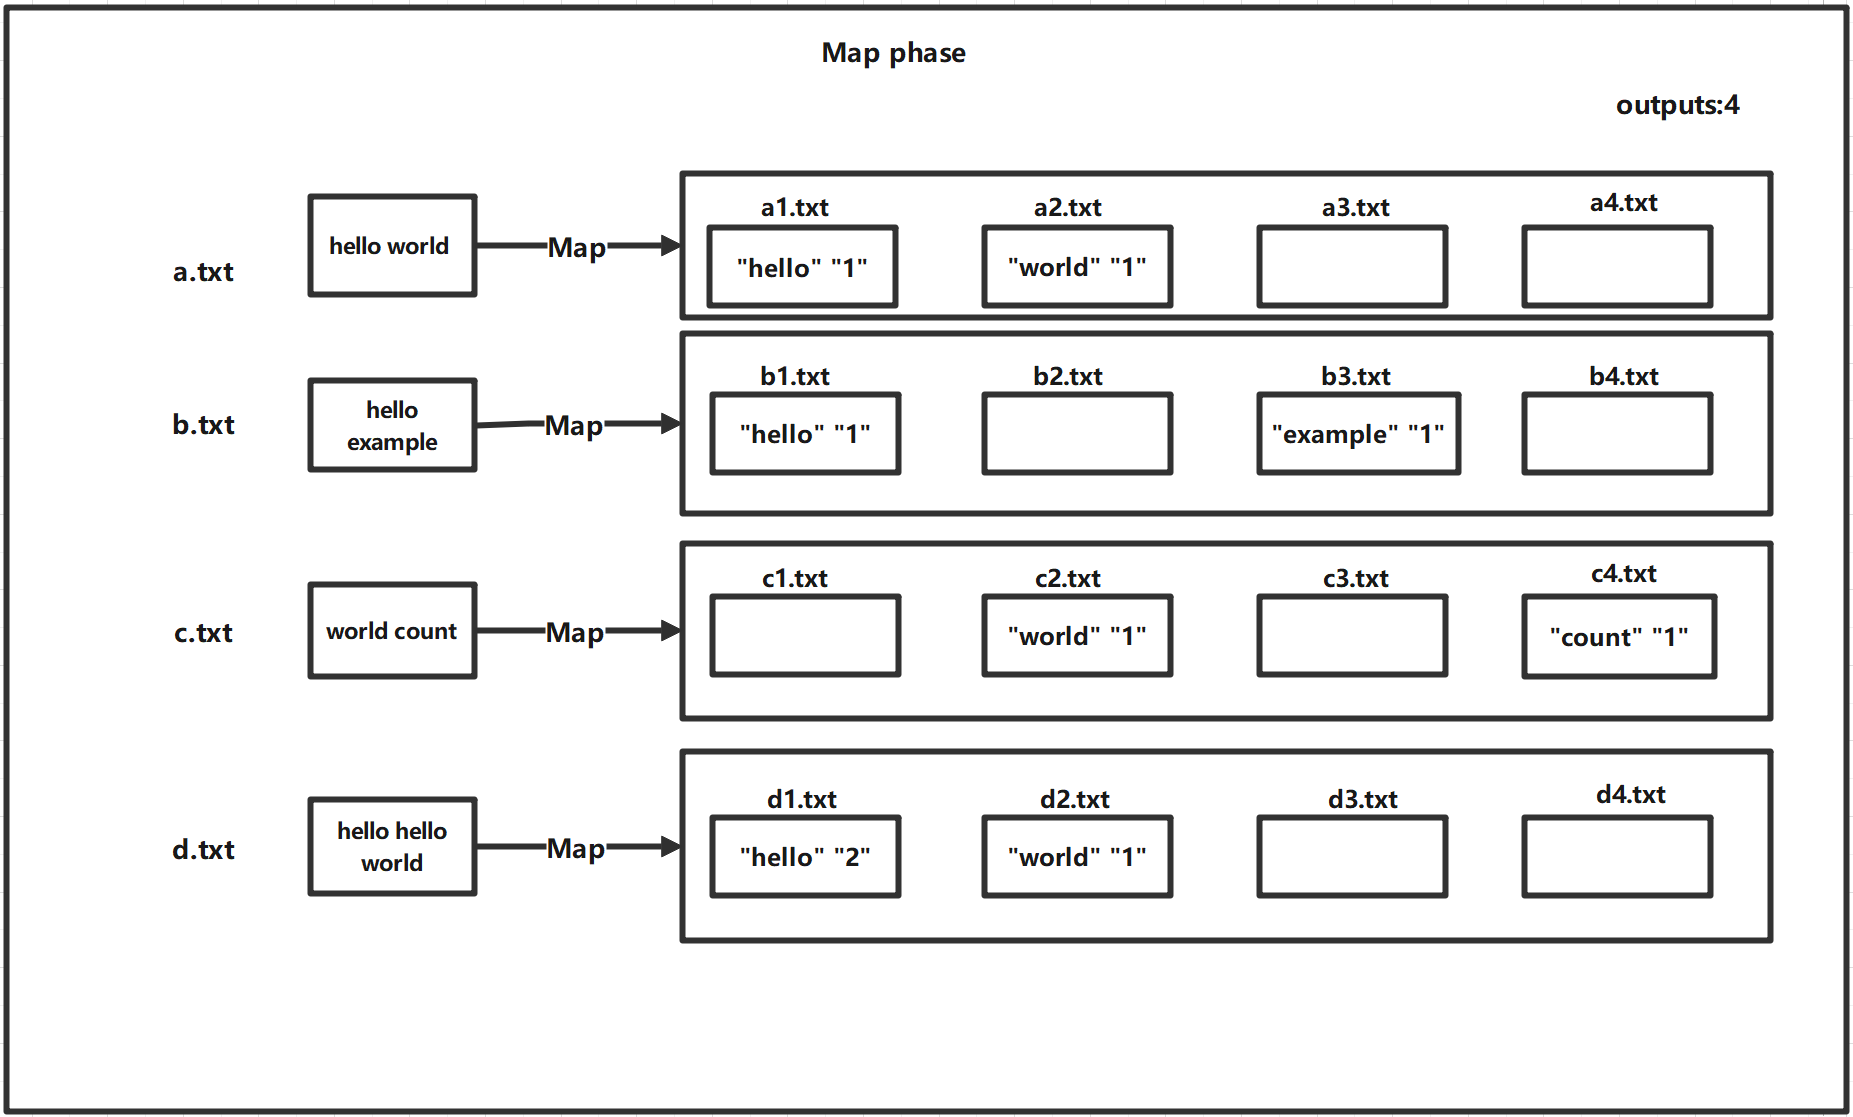 Map phase
outputs:4
a.txt
hello world
Map
a1.txt
a2.txt
a3.txt
a4.txt
"hello" "1"
"world" "1"
b.txt
hello
example
Map
b1.txt
b2.txt
b3.txt
b4.txt
"hello" "1"
"example" "1"
c.txt
world count
Map
c1.txt
c2.txt
c3.txt
c4.txt
"world" "1"
"count" "1"
d.txt
hello hello
world
Map
d1.txt
d2.txt
d3.txt
d4.txt
"hello" "2"
"world" "1"